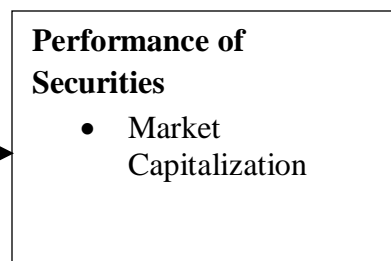 Performance of
Securities
• Market
Capitalization